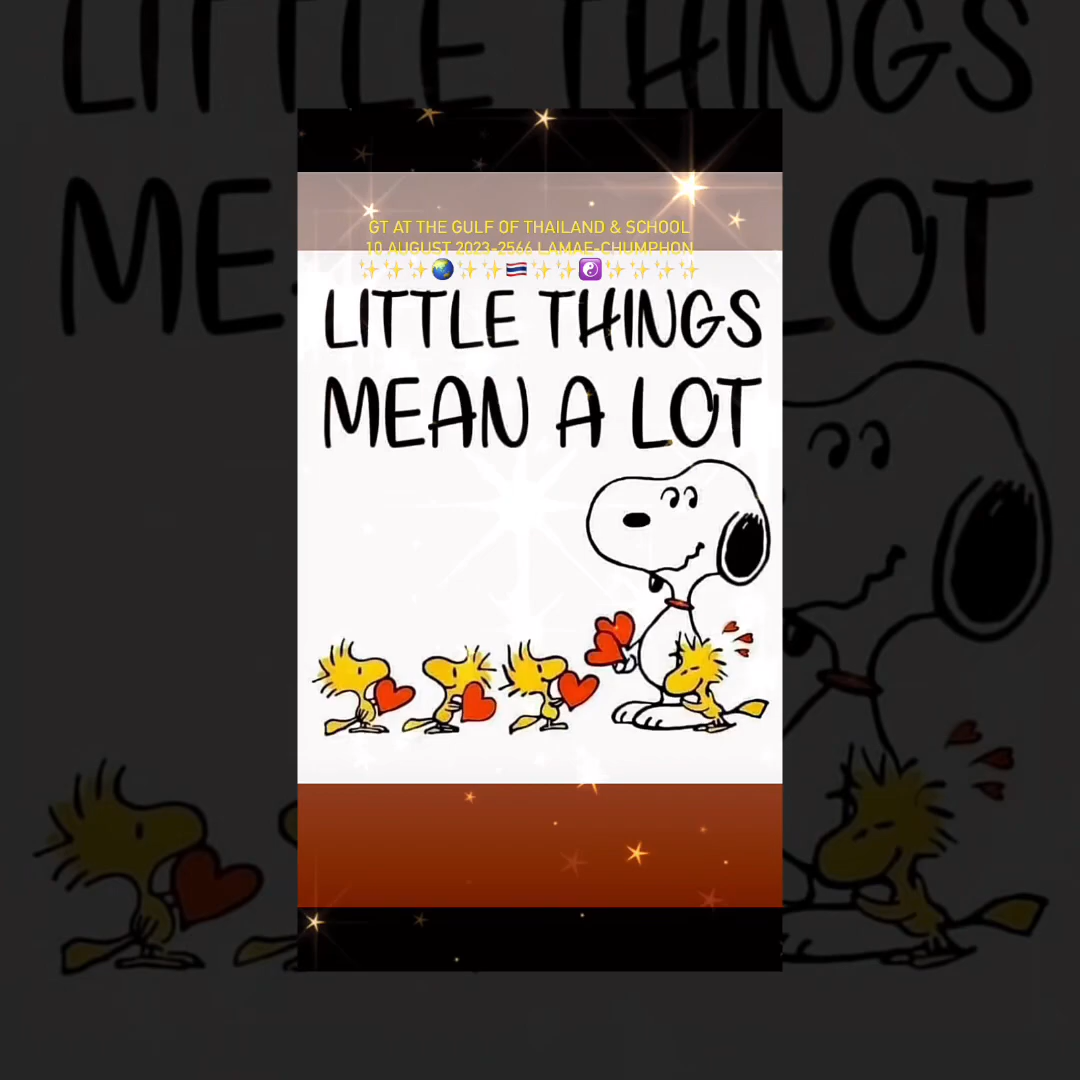 GT AT THE GULF OF THAILAND & SCHOOL
10 AUGUST 2023-2566 LAMAE-CHUMPHON
✨✨✨🌏✨✨🇹🇭✨✨☯️✨✨✨✨
LITTLE THINGS
MEAN A LOT